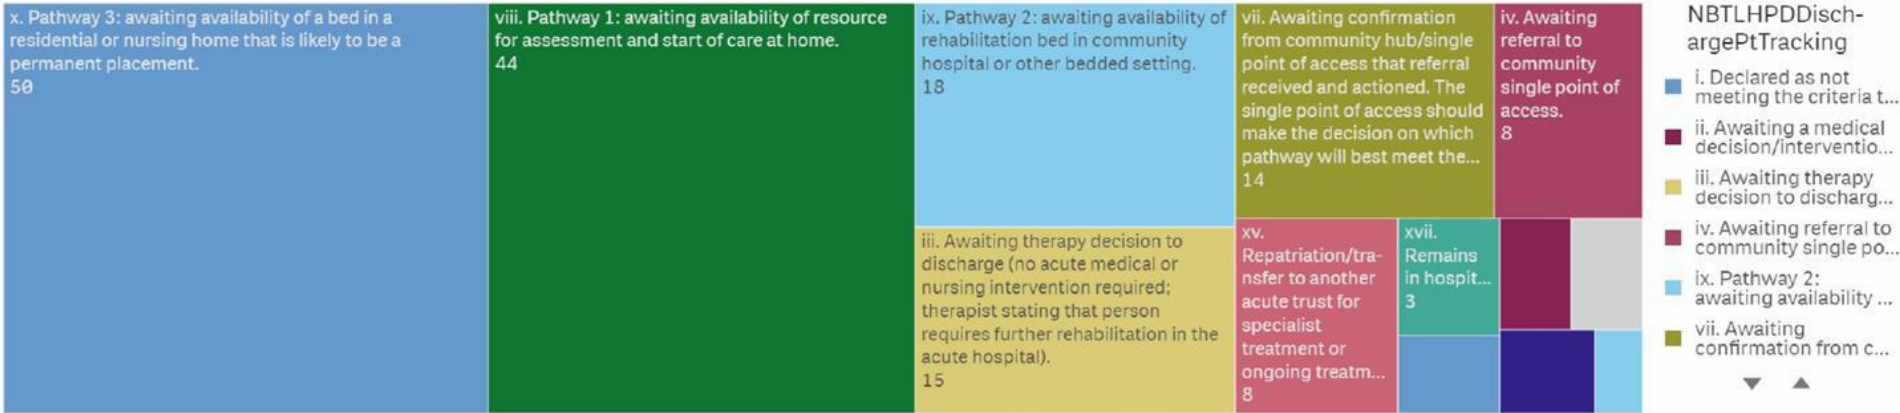 x. Pathway 3: awaiting availability of a bed in a
residential or nursing home that is likely to be a
permanent placement.
50
viii. Pathway 1: awaiting availability of resource
for assessment and start of care at home.
44
ix. Pathway 2: awaiting availability of
rehabilitation bed in community
hospital or other bedded setting.
18
iii. Awaiting therapy decision to
discharge (no acute medical or
nursing intervention required;
therapist stating that person
requires further rehabilitation in the
acute hospital).
15
vii. Awaiting confirmation
from community hub/single
point of access that referral
received and actioned. The
single point of access should
make the decision on which
pathway will best meet the...
14
iv. Awaiting
referral to
community
single point of
access.
8
xv.
Repatriation/tra-
nsfer to another
acute trust for
specialist
treatment or
ongoing treatm...
8
xvii.
Remains
in hospit...
3
NBTLHPDDisch-
argePtTracking
i. Declared as not
meeting the criteria t...
ii. Awaiting a medical
decision/interventio...
iii. Awaiting therapy
decision to discharg...
iv. Awaiting referral to
community single po...
ix. Pathway 2:
awaiting availability ...
vii. Awaiting
confirmation from c...